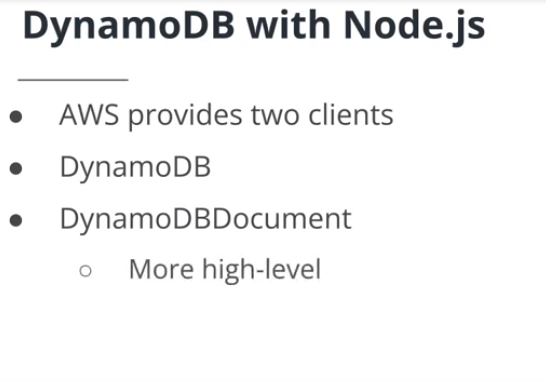 DynamoDB with Node.js
● AWS provides two clients
● DynamoDB
● DynamoDBDocument
○ More high-level